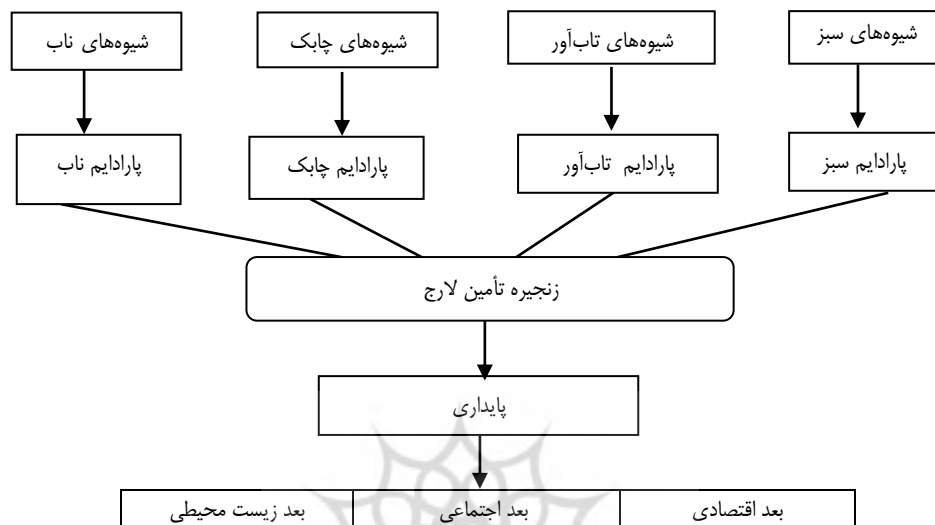 شیوه‌های سبز
شیوه‌های تاب‌آور
شیوه‌های چابک
شیوه‌های ناب
پارادایم سبز
پارادایم تاب‌آور
پارادایم چابک
پارادایم ناب
زنجیره تأمین لارج
پایداری
بعد اقتصادی
بعد اجتماعی
بعد زیست محیطی